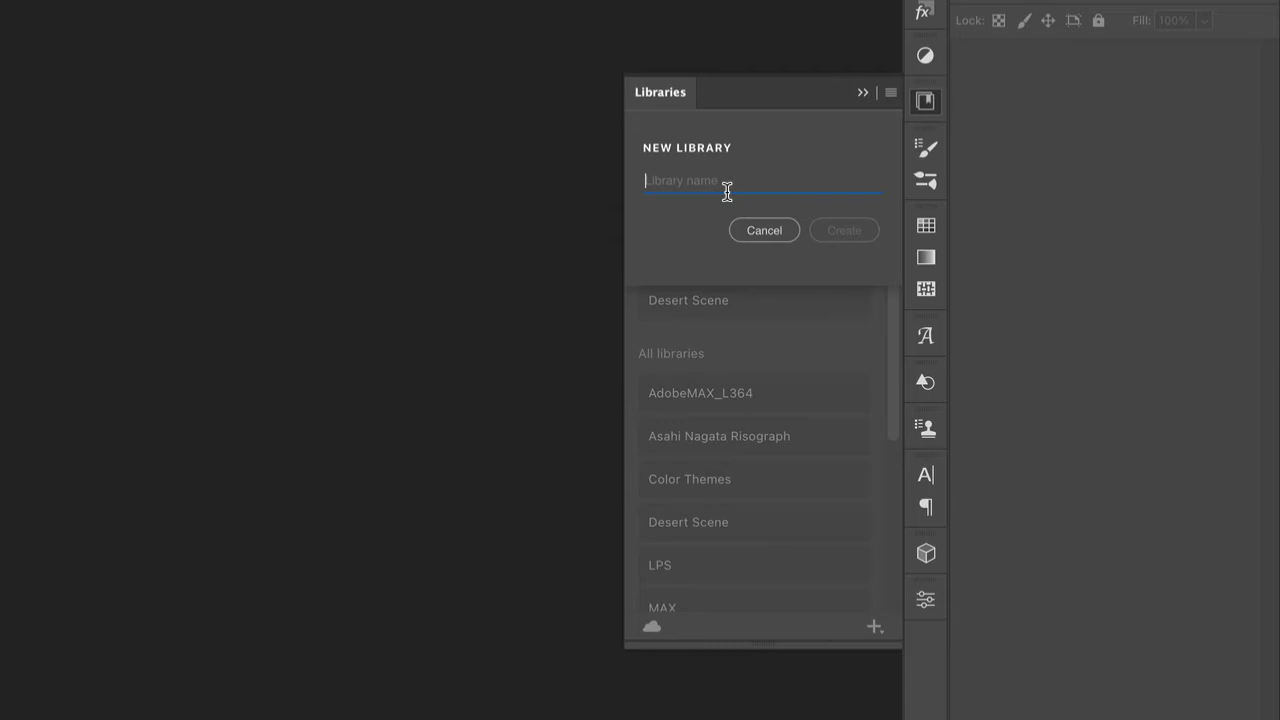 Lock:
Fill: 100%
Libraries
NEW LIBRARY
Library name
Cancel
Create
Desert Scene
All libraries
AdobeMAX_L364
Asahi Nagata Risograph
Color Themes
Desert Scene
LPS
MAX